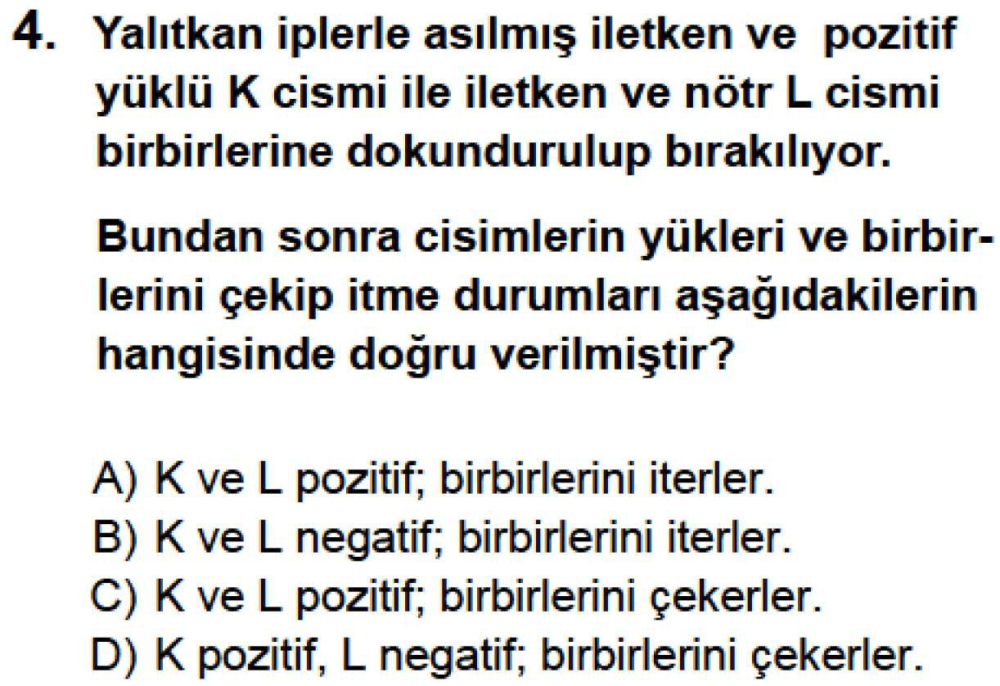 4. Yalıtkan iplerle asılmış iletken ve pozitif
yüklü K cismi ile iletken ve nötr L cismi
birbirlerine dokundurulup bırakılıyor.
Bundan sonra cisimlerin yükleri ve birbir-
lerini çekip itme durumları aşağıdakilerin
hangisinde doğru verilmiştir?
A) K ve L pozitif; birbirlerini iterler.
B) K ve L negatif; birbirlerini iterler.
C) K ve L pozitif; birbirlerini çekerler.
D) K pozitif, L negatif; birbirlerini çekerler.